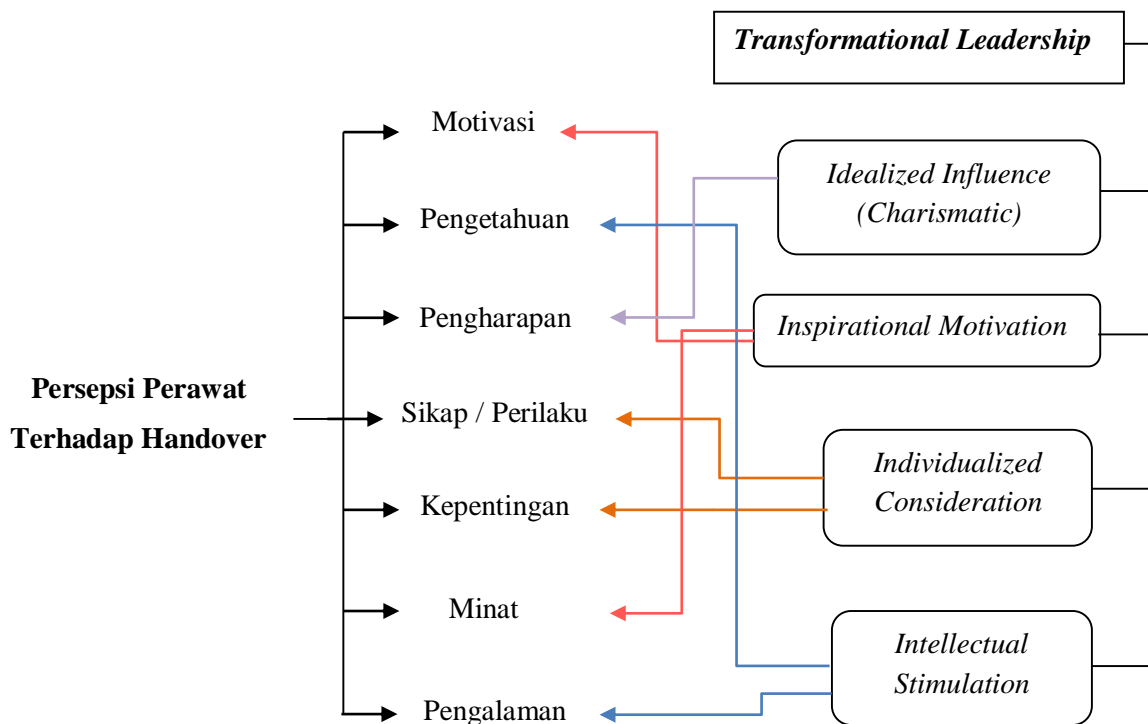 Transformational Leadership
Motivasi
Idealized Influence
(Charismatic)
Pengetahuan
Pengharapan
Inspirational Motivation
Persepsi Perawat
Terhadap Handover
Sikap / Perilaku
Individualized
Consideration
Kepentingan
Minat
Intellectual
Stimulation
Pengalaman